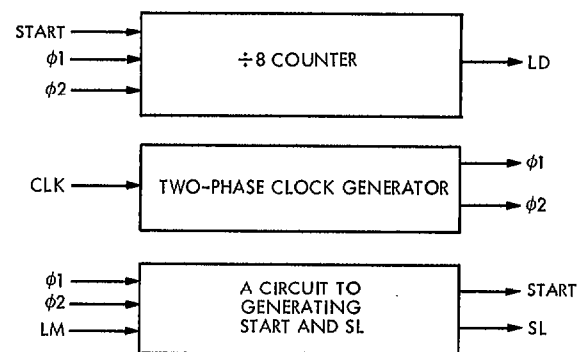 START
φ1
φ2
÷8 COUNTER
LD
CLK
TWO-PHASE CLOCK GENERATOR
φ1
φ2
φ1
φ2
LM
A CIRCUIT TO
GENERATING
START AND SL
START
SL